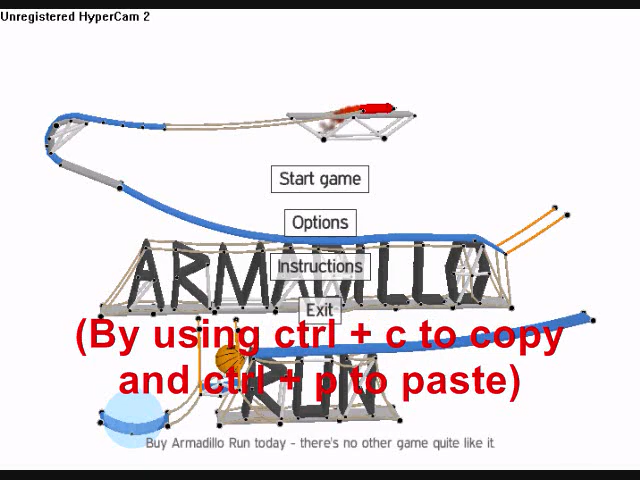 Unregistered HyperCam 2
Start game
Options
ARMADILLO
Instructions
Exit
(By using ctrl + c to copy
and ctrl + p to paste)
RUN
Buy Armadillo Run today - there's no other game quite like it